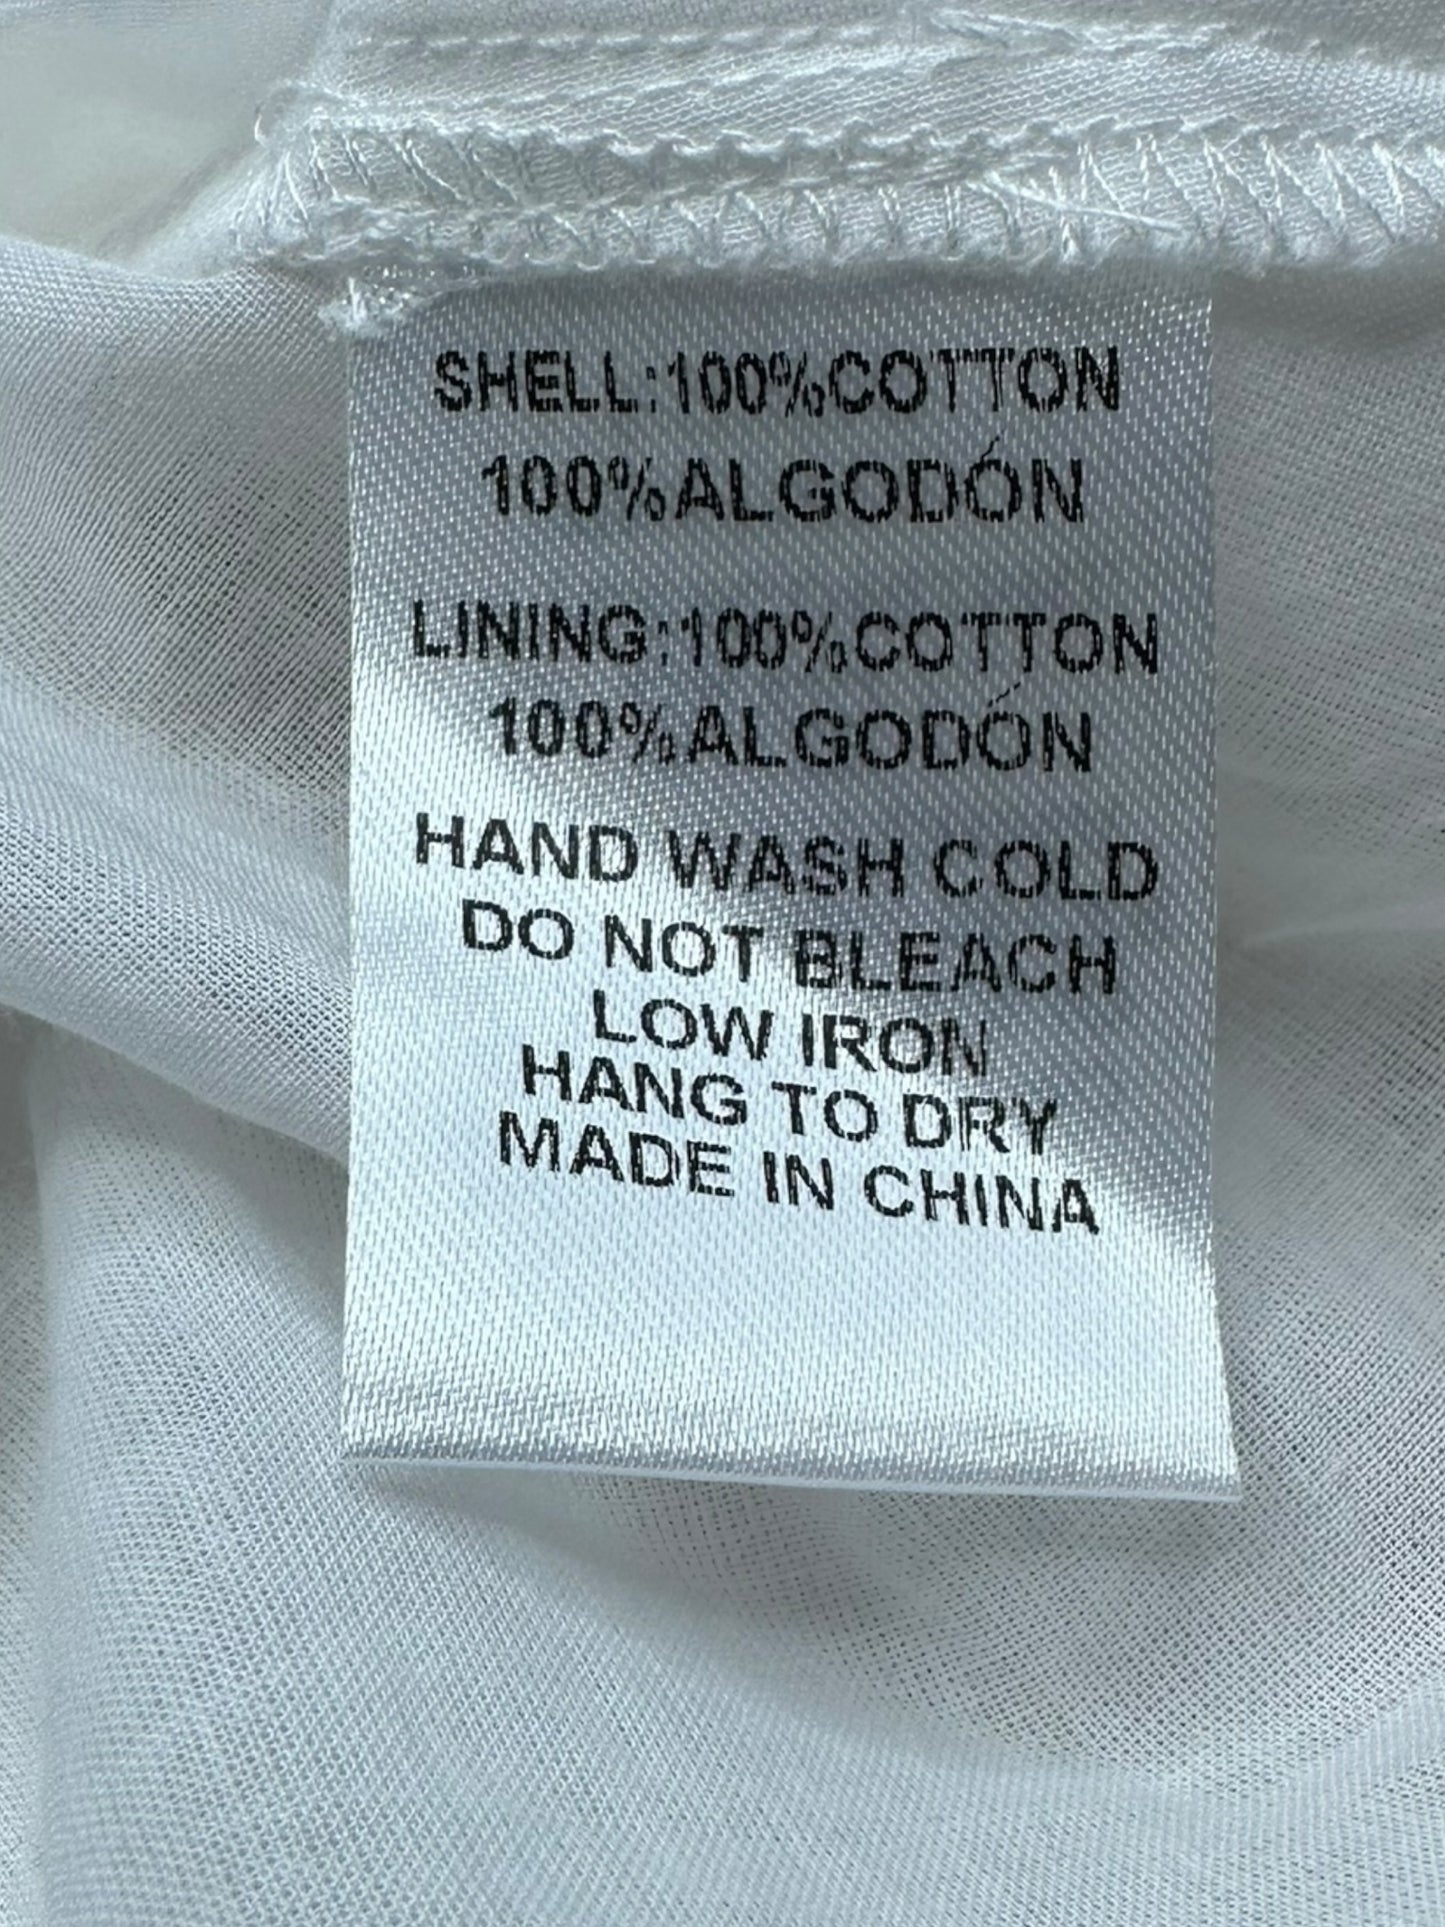 SHELL:100%COTTON
100%ALGODÓN
LINING:100%COTTON
100%ALGODÓN
HAND WASH COLD
DO NOT BLEACH
LOW IRON
HANG TO DRY
MADE IN CHINA